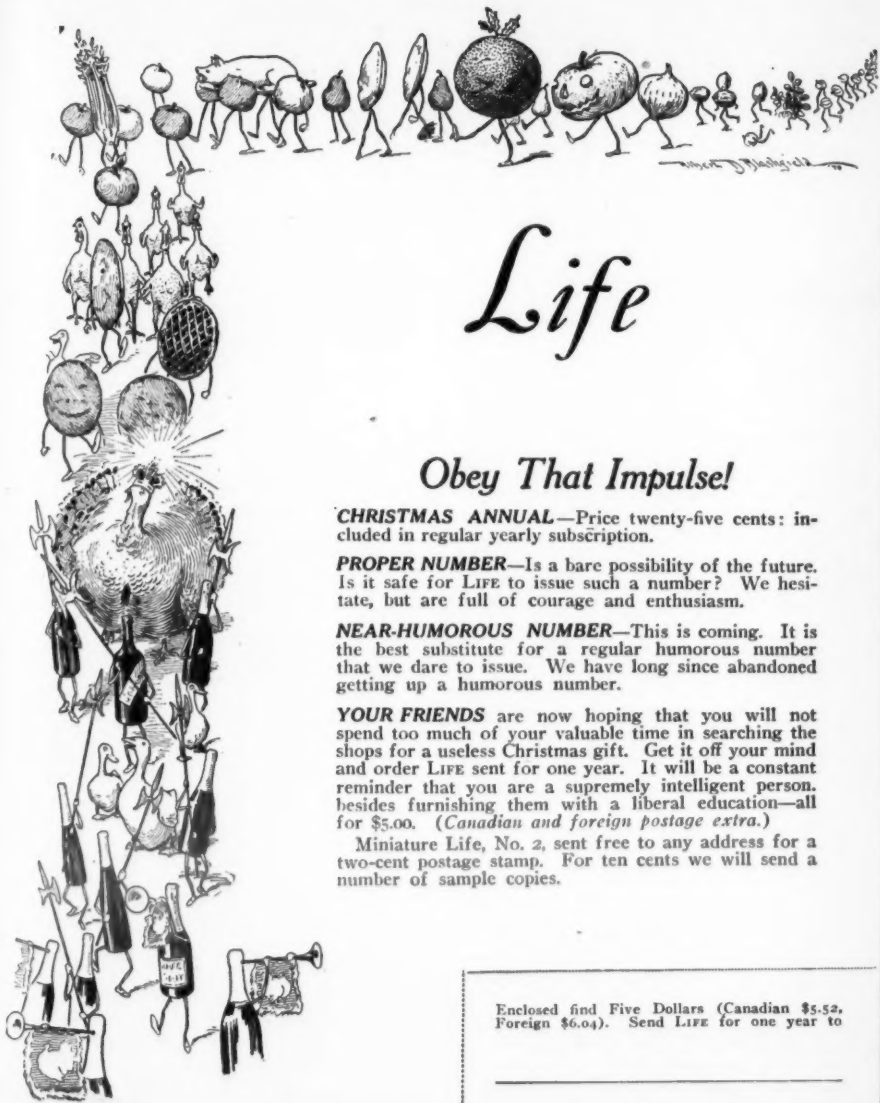 Life
Obey That Impulse!
CHRISTMAS ANNUAL—Price twenty-five cents: in-
cluded in regular yearly subscription.
PROPER NUMBER—Is a bare possibility of the future.
Is it safe for LIFE to issue such a number? We hesi-
tate, but are full of courage and enthusiasm.
NEAR-HUMOROUS NUMBER—This is coming. It is
the best substitute for a regular humorous number
that we dare to issue. We have long since abandoned
getting up a humorous number.
YOUR FRIENDS are now hoping that you will not
spend too much of your valuable time in searching the
shops for a useless Christmas gift. Get it off your mind
and order LIFE sent for one year. It will be a constant
reminder that you are a supremely intelligent person.
besides furnishing them with a liberal education—all
for $5.00. (Canadian and foreign postage extra.)
Miniature Life, No. 2, sent free to any address for a
two-cent postage stamp. For ten cents we will send a
number of sample copies.
Enclosed find Five Dollars (Canadian $5.52,
Foreign $6.04). Send LIFE for one year to